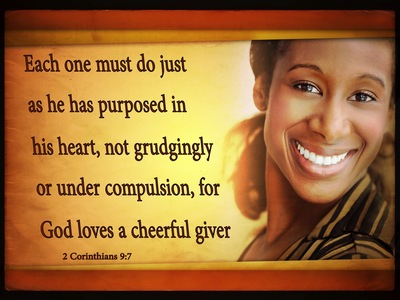 Each one must do just
as he has purposed in
his heart, not grudgingly
or under compulsion, for
God loves a cheerful giver
2 Corinthians 9:7